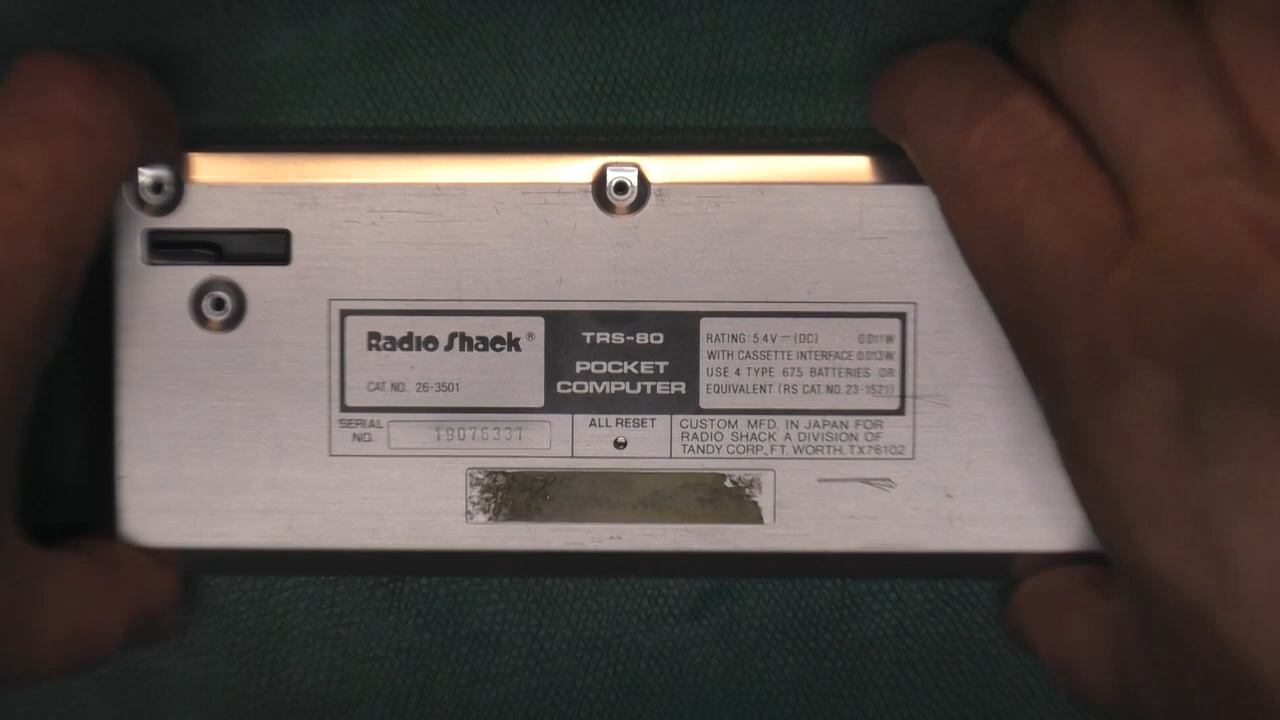 Radio Shack®
CAT. NO. 26-3501
TRS-80
POCKET
COMPUTER
RATING: 5.4V ⎓ (DC) 0.011W
WITH CASSETTE INTERFACE 0.013W
USE 4 TYPE 675 BATTERIES OR
EQUIVALENT (RS CAT. NO. 23-1521)
SERIAL
NO.
19076331
ALL RESET
CUSTOM MFD. IN JAPAN FOR
RADIO SHACK A DIVISION OF
TANDY CORP., FT. WORTH, TX76102